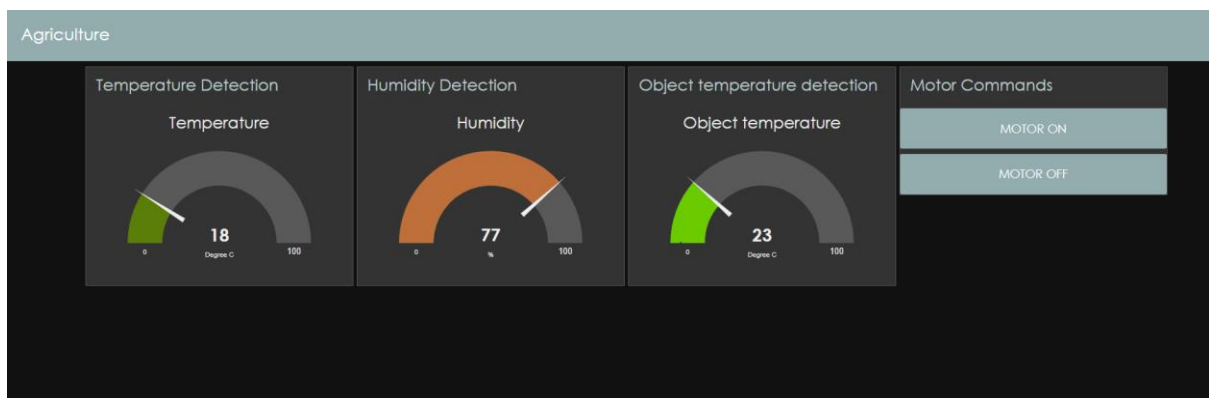 Agriculture
Temperature Detection
Temperature
18
Degree C
0
100
Humidity Detection
Humidity
77
%
0
100
Object temperature detection
Object temperature
23
Degree C
0
100
Motor Commands
MOTOR ON
MOTOR OFF